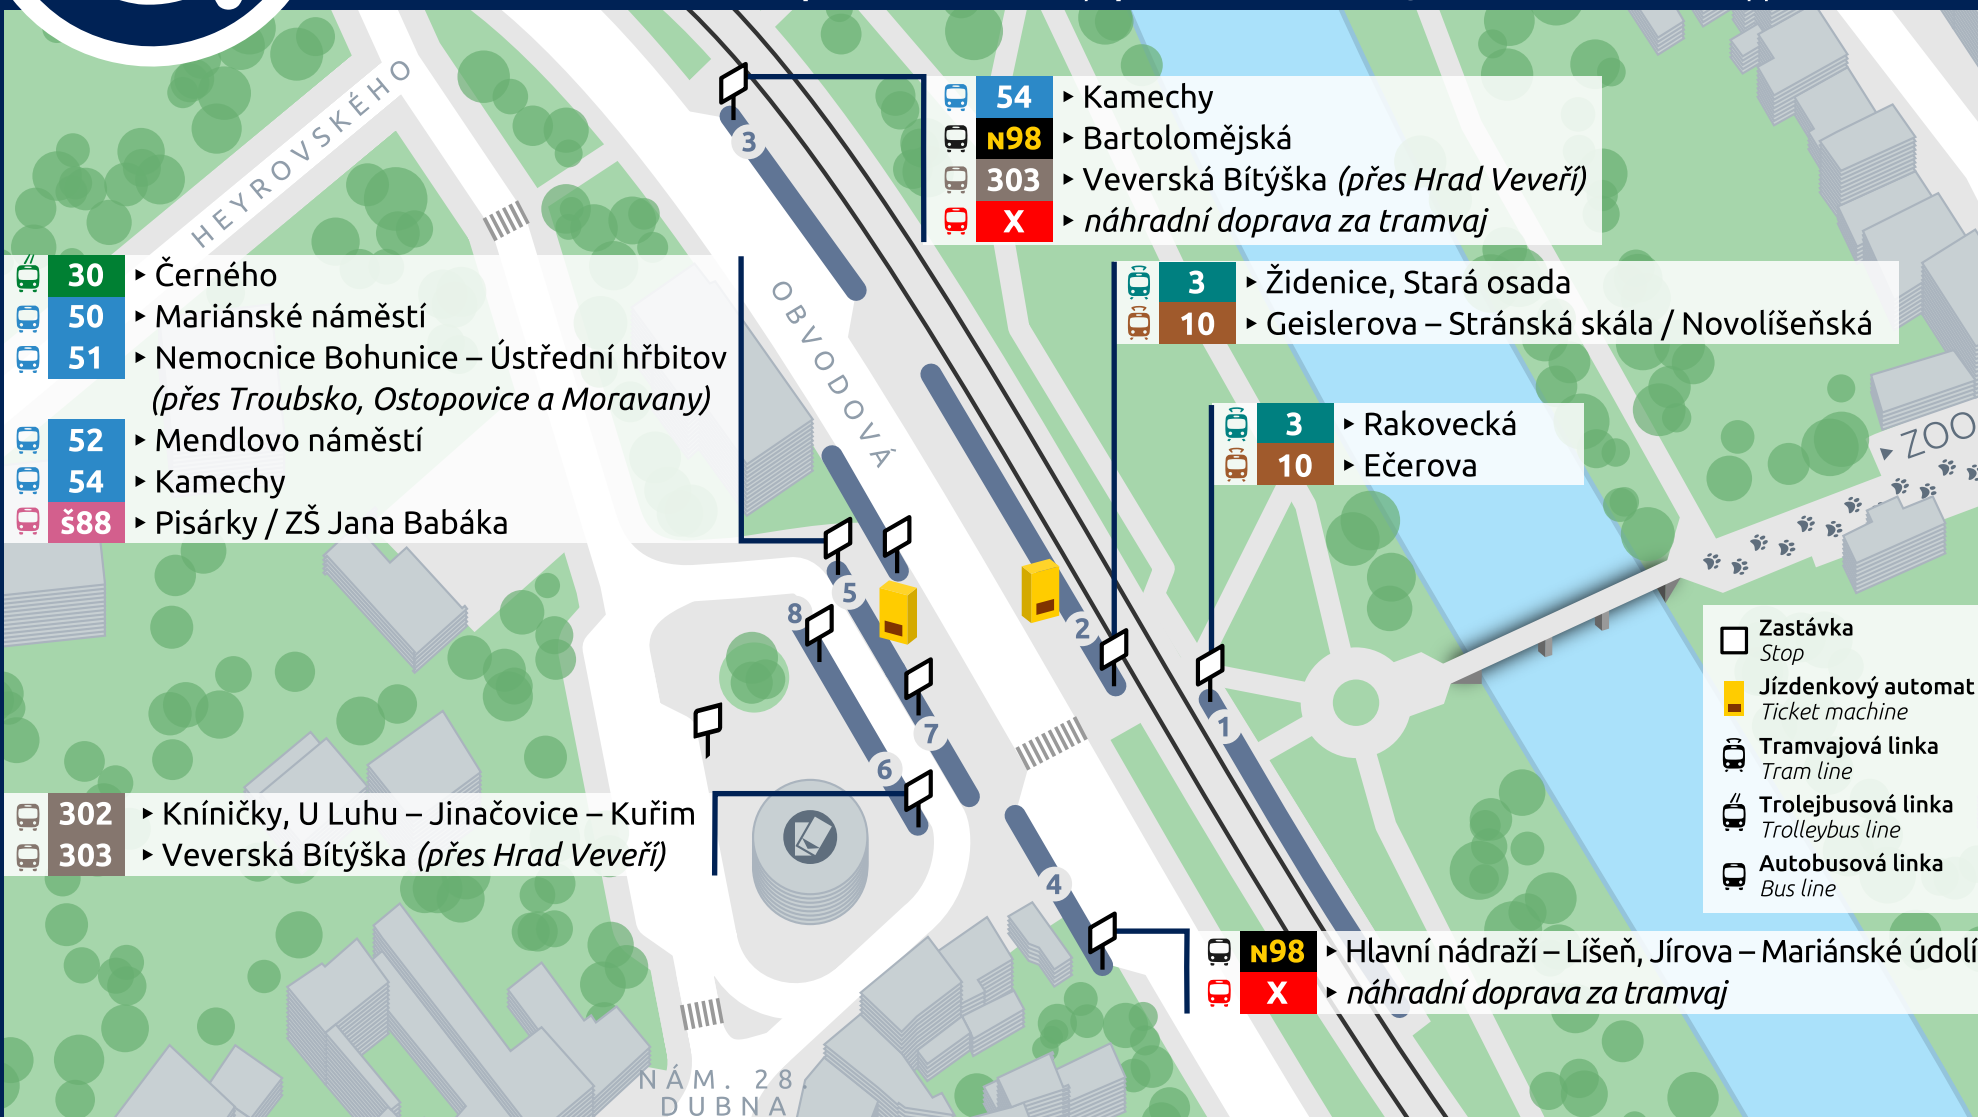 HEYROVSKÉHO
3
54 ▸ Kamechy
N98 ▸ Bartolomějská
303 ▸ Veverská Bítýška (přes Hrad Veveří)
X ▸ náhradní doprava za tramvaj
30 ▸ Černého
50 ▸ Mariánské náměstí
51 ▸ Nemocnice Bohunice – Ústřední hřbitov
(přes Troubsko, Ostopovice a Moravany)
52 ▸ Mendlovo náměstí
54 ▸ Kamechy
š88 ▸ Pisárky / ZŠ Jana Babáka
OBVODOVÁ
3 ▸ Židenice, Stará osada
10 ▸ Geislerova – Stránská skála / Novolíšeňská
3 ▸ Rakovecká
10 ▸ Ečerova
ZOO
5
8
2
1
7
6
4
Zastávka
Stop
Jízdenkový automat
Ticket machine
Tramvajová linka
Tram line
Trolejbusová linka
Trolleybus line
Autobusová linka
Bus line
302 ▸ Kníničky, U Luhu – Jinačovice – Kuřim
303 ▸ Veverská Bítýška (přes Hrad Veveří)
N98 ▸ Hlavní nádraží – Líšeň, Jírova – Mariánské údolí
X ▸ náhradní doprava za tramvaj
NÁM. 28.
DUBNA